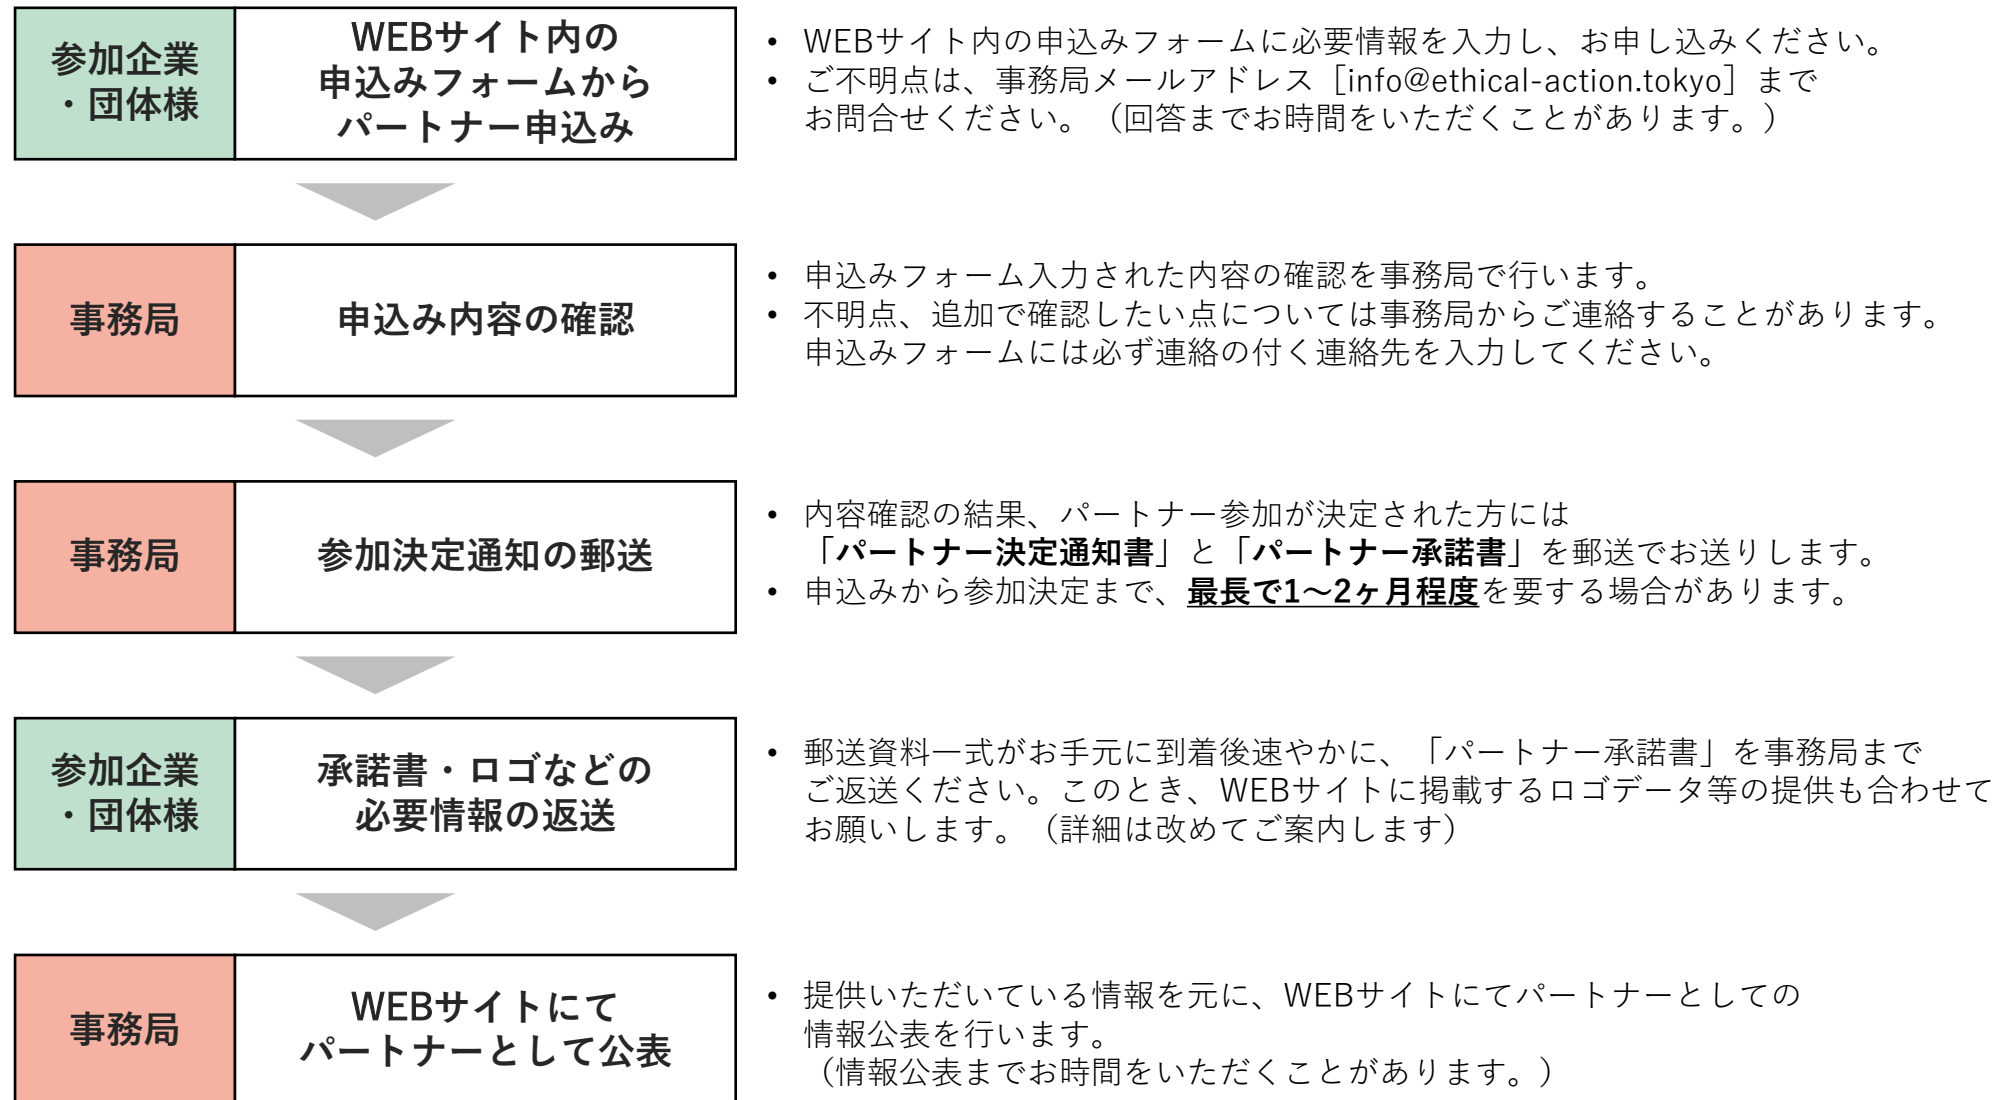 参加企業
・団体様
WEBサイト内の
申込みフォームから
パートナー申込み
• WEBサイト内の申込みフォームに必要情報を入力し、お申し込みください。
• ご不明点は、事務局メールアドレス［info@ethical-action.tokyo］まで
お問合せください。（回答までお時間をいただくことがあります。）
事務局
申込み内容の確認
• 申込みフォーム入力された内容の確認を事務局で行います。
• 不明点、追加で確認したい点については事務局からご連絡することがあります。
申込みフォームには必ず連絡の付く連絡先を入力してください。
事務局
参加決定通知の郵送
• 内容確認の結果、パートナー参加が決定された方には
「パートナー決定通知書」と「パートナー承諾書」を郵送でお送りします。
• 申込みから参加決定まで、最長で1～2ヶ月程度を要する場合があります。
参加企業
・団体様
承諾書・ロゴなどの
必要情報の返送
• 郵送資料一式がお手元に到着後速やかに、「パートナー承諾書」を事務局まで
ご返送ください。このとき、WEBサイトに掲載するロゴデータ等の提供も合わせて
お願いします。（詳細は改めてご案内します）
事務局
WEBサイトにて
パートナーとして公表
• 提供いただいている情報を元に、WEBサイトにてパートナーとしての
情報公表を行います。
（情報公表までお時間をいただくことがあります。）